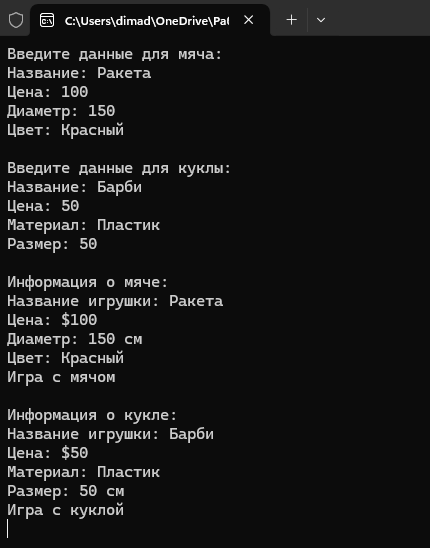 C:\Users\dimad\OneDrive\Pat
Введите данные для мяча:
Название: Ракета
Цена: 100
Диаметр: 150
Цвет: Красный
Введите данные для куклы:
Название: Барби
Цена: 50
Материал: Пластик
Размер: 50
Информация о мяче:
Название игрушки: Ракета
Цена: $100
Диаметр: 150 см
Цвет: Красный
Игра с мячом
Информация о кукле:
Название игрушки: Барби
Цена: $50
Материал: Пластик
Размер: 50 см
Игра с куклой